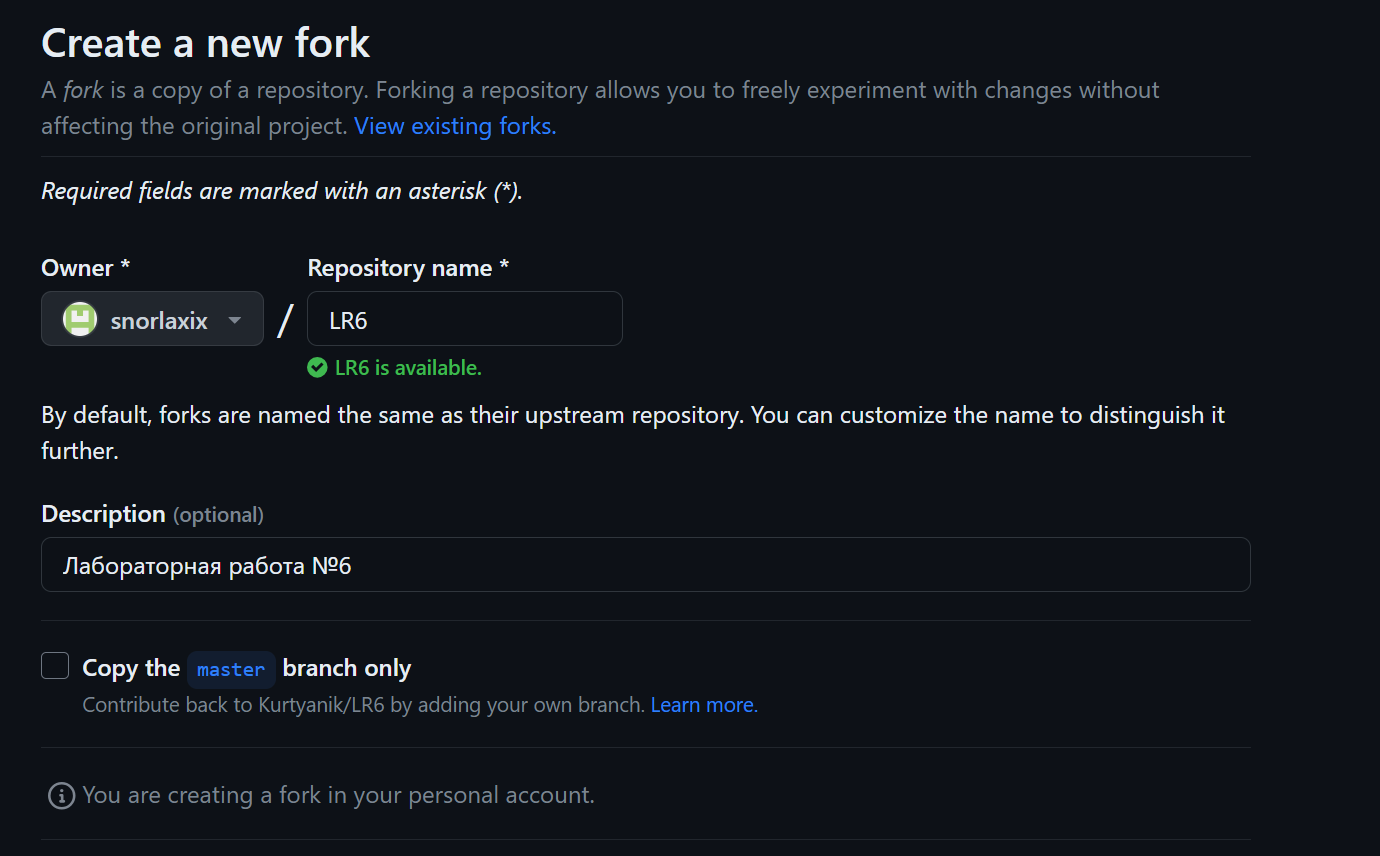 Create a new fork
A fork is a copy of a repository. Forking a repository allows you to freely experiment with changes without
affecting the original project. View existing forks.
Required fields are marked with an asterisk (*).
Owner * Repository name *
snorlaxix / LR6
LR6 is available.
By default, forks are named the same as their upstream repository. You can customize the name to distinguish it
further.
Description (optional)
Лабораторная работа №6
Copy the master branch only
Contribute back to Kurtyanik/LR6 by adding your own branch. Learn more.
You are creating a fork in your personal account.